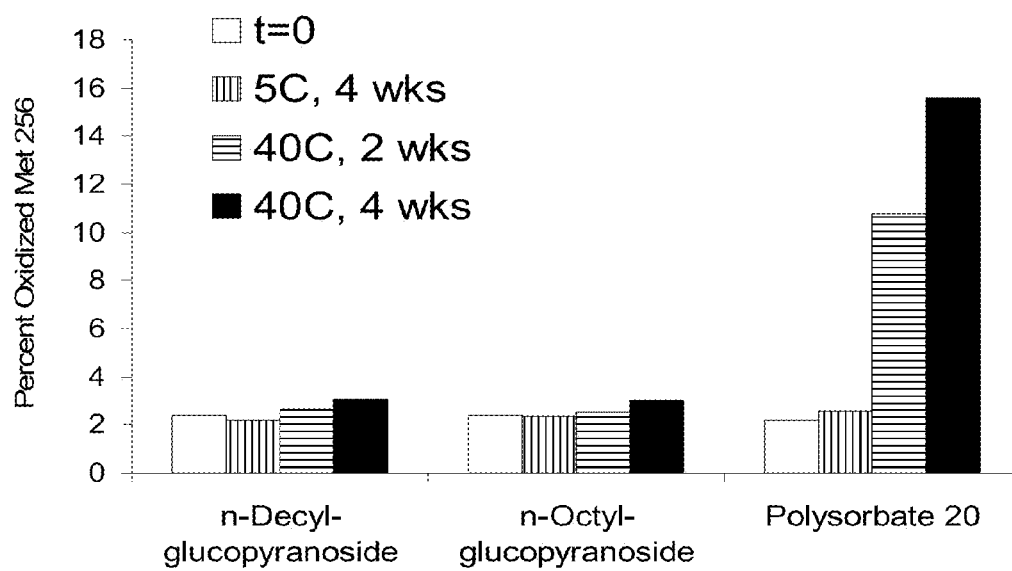 t=0
5C, 4 wks
40C, 2 wks
40C, 4 wks
Percent Oxidized Met 256
18
16
14
12
10
8
6
4
2
0
n-Decyl-
glucopyranoside
n-Octyl-
glucopyranoside
Polysorbate 20